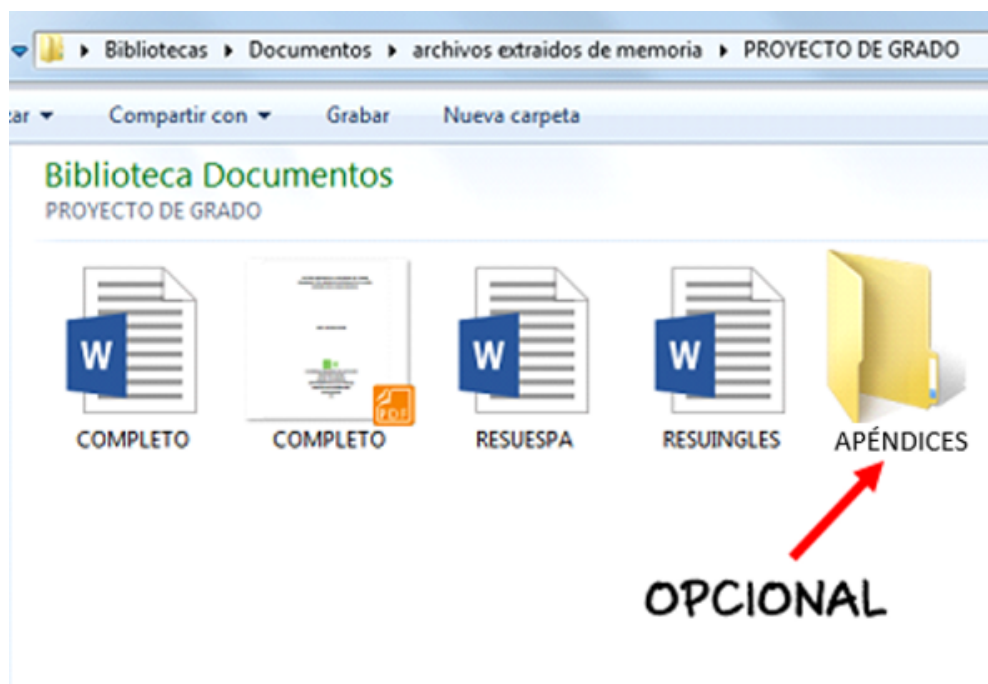 Bibliotecas Documentos archivos extraidos de memoria PROYECTO DE GRADO
Compartir con Grabar Nueva carpeta
Biblioteca Documentos
PROYECTO DE GRADO
W W W
PDF
COMPLETO COMPLETO RESUESPA RESUINGLES APÉNDICES
OPCIONAL